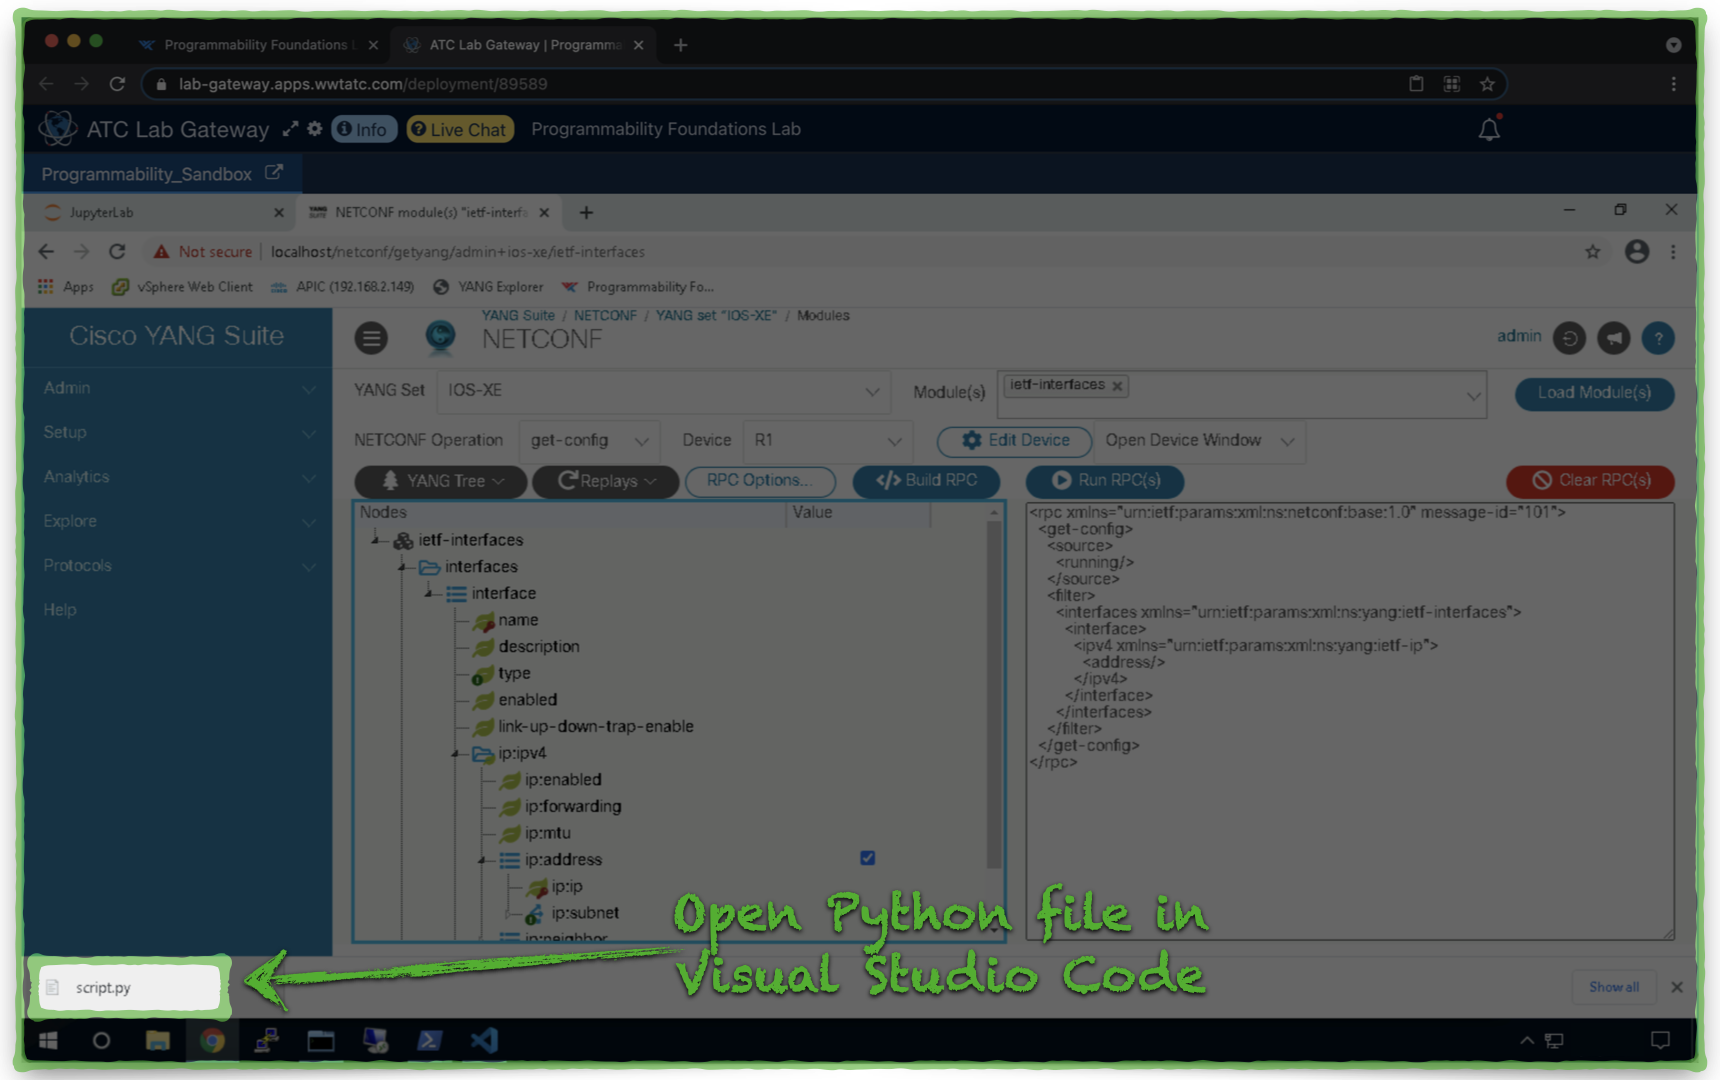 Programmability Foundations L
ATC Lab Gateway | Programma
lab-gateway.apps.wwtatc.com/deployment/89589
ATC Lab Gateway
Info
Live Chat
Programmability Foundations Lab
Programmability_Sandbox
JupyterLab
NETCONF module(s) "ietf-interfa
Not secure
localhost/netconf/getyang/admin+ios-xe/ietf-interfaces
Apps
vSphere Web Client
APIC (192.168.2.149)
YANG Explorer
Programmability Fo...
Cisco YANG Suite
YANG Suite / NETCONF / YANG set "IOS-XE" / Modules
NETCONF
admin
Admin
Setup
Analytics
Explore
Protocols
Help
YANG Set
IOS-XE
Module(s)
ietf-interfaces
Load Module(s)
NETCONF Operation
get-config
Device
R1
Edit Device
Open Device Window
YANG Tree
Replays
RPC Options...
Build RPC
Run RPC(s)
Clear RPC(s)
Nodes
Value
ietf-interfaces
interfaces
interface
name
description
type
enabled
link-up-down-trap-enable
ip:ipv4
ip:enabled
ip:forwarding
ip:mtu
ip:address
ip:ip
ip:subnet
ip:neighbor
<rpc xmlns="urn:ietf:params:xml:ns:netconf:base:1.0" message-id="101">
<get-config>
<source>
<running/>
</source>
<filter>
<interfaces xmlns="urn:ietf:params:xml:ns:yang:ietf-interfaces">
<interface>
<ipv4 xmlns="urn:ietf:params:xml:ns:yang:ietf-ip">
<address/>
</ipv4>
</interface>
</interfaces>
</filter>
</get-config>
</rpc>
Open Python file in
Visual Studio Code
script.py
Show all